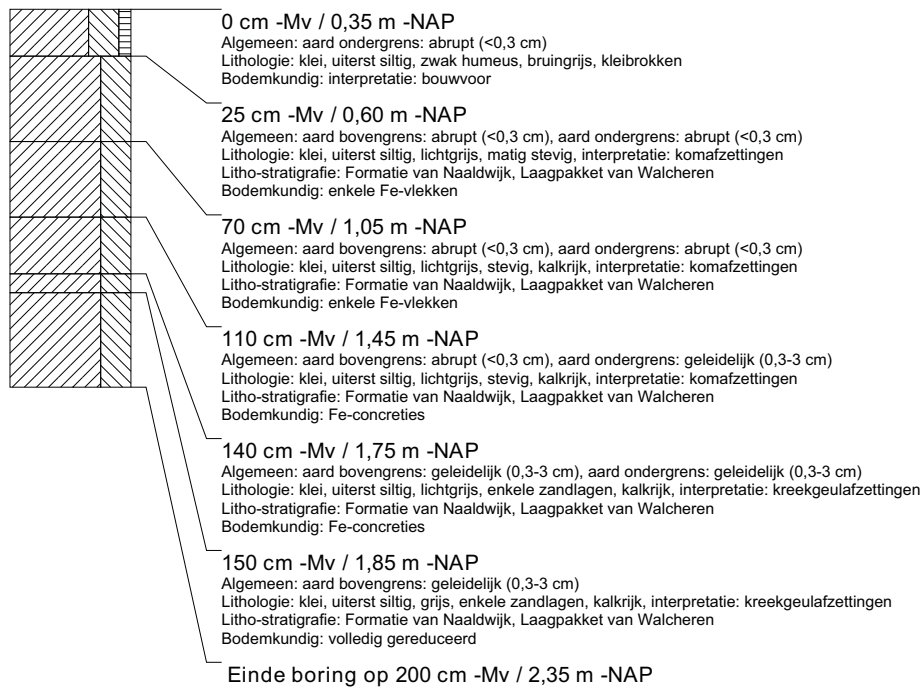 0 cm -Mv / 0,35 m -NAP
Algemeen: aard ondergrens: abrupt (<0,3 cm)
Lithologie: klei, uiterst siltig, zwak humeus, bruingrijs, kleibrokken
Bodemkundig: interpretatie: bouwvoor
25 cm -Mv / 0,60 m -NAP
Algemeen: aard bovengrens: abrupt (<0,3 cm), aard ondergrens: abrupt (<0,3 cm)
Lithologie: klei, uiterst siltig, lichtgrijs, matig stevig, interpretatie: komafzettingen
Litho-stratigrafie: Formatie van Naaldwijk, Laagpakket van Walcheren
Bodemkundig: enkele Fe-vlekken
70 cm -Mv / 1,05 m -NAP
Algemeen: aard bovengrens: abrupt (<0,3 cm), aard ondergrens: abrupt (<0,3 cm)
Lithologie: klei, uiterst siltig, lichtgrijs, stevig, kalkrijk, interpretatie: komafzettingen
Litho-stratigrafie: Formatie van Naaldwijk, Laagpakket van Walcheren
Bodemkundig: enkele Fe-vlekken
110 cm -Mv / 1,45 m -NAP
Algemeen: aard bovengrens: abrupt (<0,3 cm), aard ondergrens: geleidelijk (0,3-3 cm)
Lithologie: klei, uiterst siltig, lichtgrijs, stevig, kalkrijk, interpretatie: komafzettingen
Litho-stratigrafie: Formatie van Naaldwijk, Laagpakket van Walcheren
Bodemkundig: Fe-concreties
140 cm -Mv / 1,75 m -NAP
Algemeen: aard bovengrens: geleidelijk (0,3-3 cm), aard ondergrens: geleidelijk (0,3-3 cm)
Lithologie: klei, uiterst siltig, lichtgrijs, enkele zandlagen, kalkrijk, interpretatie: kreekgeulafzettingen
Litho-stratigrafie: Formatie van Naaldwijk, Laagpakket van Walcheren
Bodemkundig: Fe-concreties
150 cm -Mv / 1,85 m -NAP
Algemeen: aard bovengrens: geleidelijk (0,3-3 cm)
Lithologie: klei, uiterst siltig, grijs, enkele zandlagen, kalkrijk, interpretatie: kreekgeulafzettingen
Litho-stratigrafie: Formatie van Naaldwijk, Laagpakket van Walcheren
Bodemkundig: volledig gereduceerd
Einde boring op 200 cm -Mv / 2,35 m -NAP